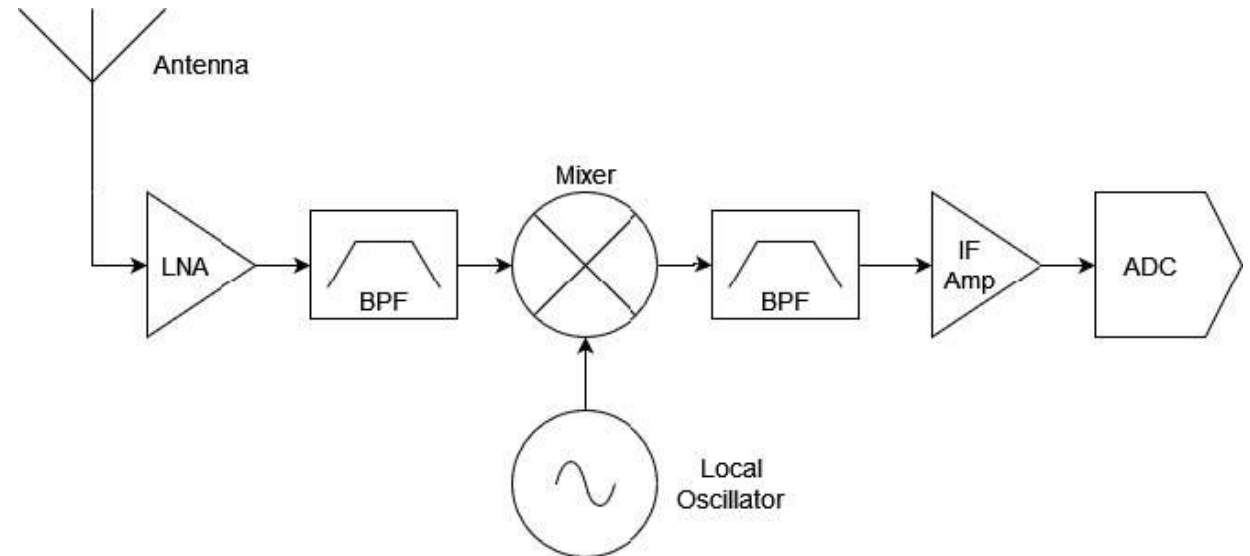 Antenna
Mixer
LNA
BPF
BPF
IF
Amp
ADC
Local
Oscillator